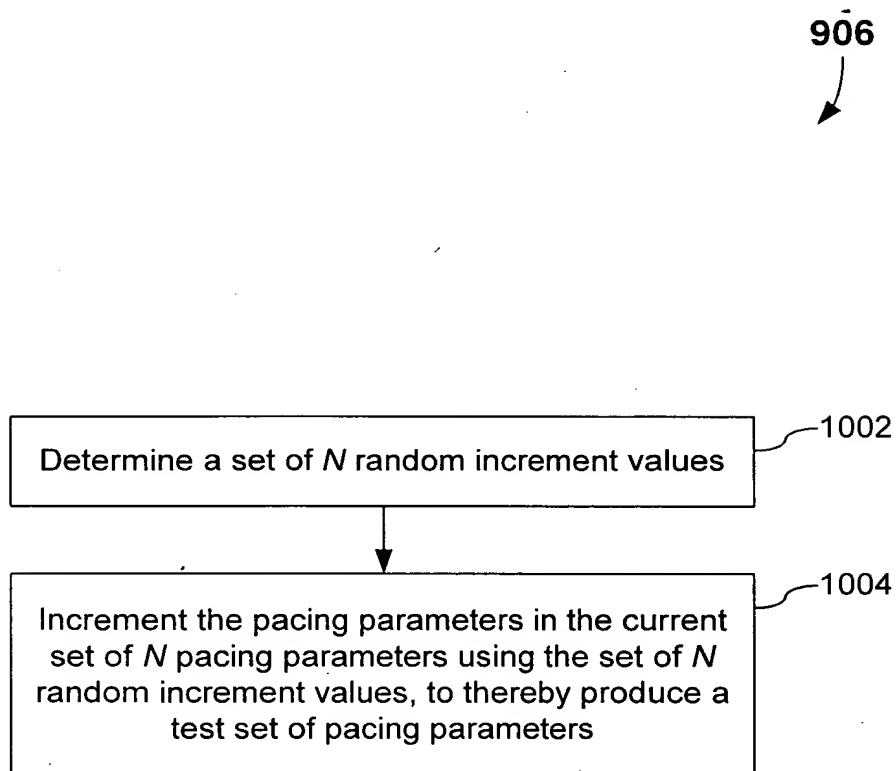 906
Determine a set of N random increment values
1002
Increment the pacing parameters in the current
set of N pacing parameters using the set of N
random increment values, to thereby produce a
test set of pacing parameters
1004